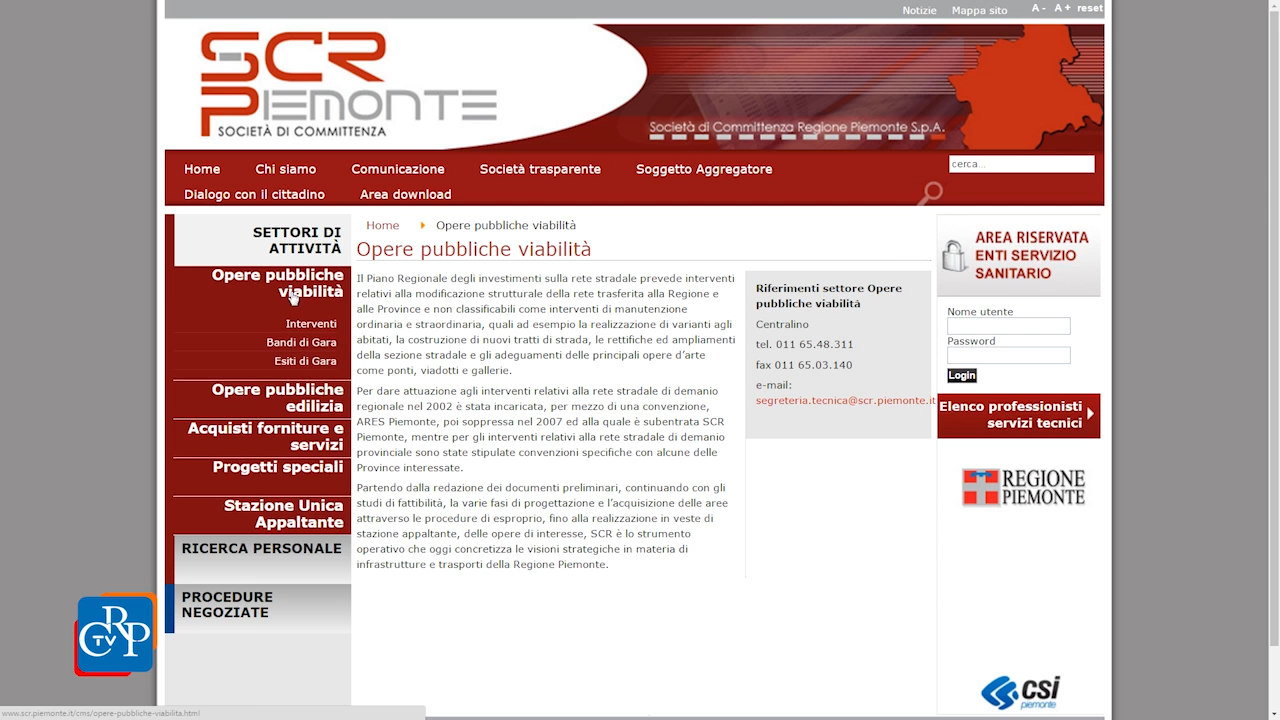 Notizie Mappa sito A - A + reset
SCR
PIEMONTE
SOCIETÀ DI COMMITTENZA
Società di Committenza Regione Piemonte S.p.A.
Home Chi siamo Comunicazione Società trasparente Soggetto Aggregatore
cerca...
Dialogo con il cittadino Area download
SETTORI DI
ATTIVITÀ
Opere pubbliche
viabilità
Interventi
Bandi di Gara
Esiti di Gara
Opere pubbliche
edilizia
Acquisti forniture e
servizi
Progetti speciali
Stazione Unica
Appaltante
RICERCA PERSONALE
PROCEDURE
NEGOZIATE
Home Opere pubbliche viabilità
Opere pubbliche viabilità
Il Piano Regionale degli investimenti sulla rete stradale prevede interventi
relativi alla modificazione strutturale della rete trasferita alla Regione e
alle Province e non classificabili come interventi di manutenzione
ordinaria e straordinaria, quali ad esempio la realizzazione di varianti agli
abitati, la costruzione di nuovi tratti di strada, le rettifiche ed ampliamenti
della sezione stradale e gli adeguamenti delle principali opere d'arte
come ponti, viadotti e gallerie.
Per dare attuazione agli interventi relativi alla rete stradale di demanio
regionale nel 2002 è stata incaricata, per mezzo di una convenzione,
ARES Piemonte, poi soppressa nel 2007 ed alla quale è subentrata SCR
Piemonte, mentre per gli interventi relativi alla rete stradale di demanio
provinciale sono state stipulate convenzioni specifiche con alcune delle
Province interessate.
Partendo dalla redazione dei documenti preliminari, continuando con gli
studi di fattibilità, la varie fasi di progettazione e l'acquisizione delle aree
attraverso le procedure di esproprio, fino alla realizzazione in veste di
stazione appaltante, delle opere di interesse, SCR è lo strumento
operativo che oggi concretizza le visioni strategiche in materia di
infrastrutture e trasporti della Regione Piemonte.
Riferimenti settore Opere
pubbliche viabilità
Centralino
tel. 011 65.48.311
fax 011 65.03.140
e-mail:
segreteria.tecnica@scr.piemonte.it
AREA RISERVATA
ENTI SERVIZIO
SANITARIO
Nome utente
Password
Login
Elenco professionisti
servizi tecnici
REGIONE
PIEMONTE
csi
piemonte
CRP
TV
www.scr.piemonte.it/cms/opere-pubbliche-viabilita.html